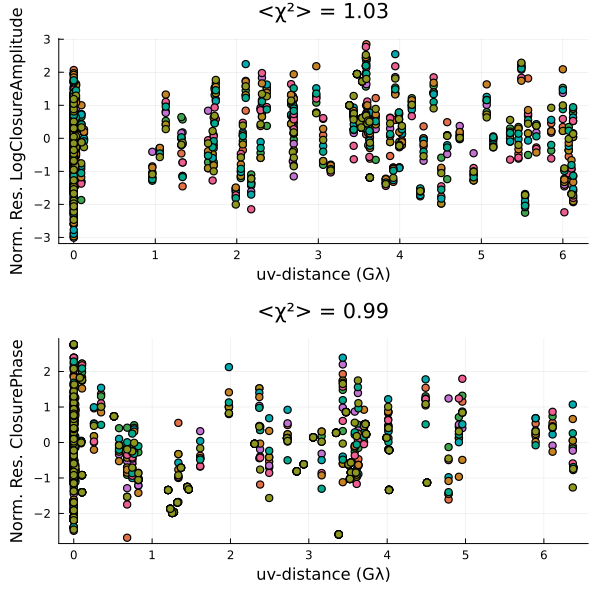 <χ²> = 1.03
Norm. Res. LogClosureAmplitude
3
2
1
0
−1
−2
−3
0 1 2 3 4 5 6
uv-distance (Gλ)
<χ²> = 0.99
Norm. Res. ClosurePhase
2
1
0
−1
−2
0 1 2 3 4 5 6
uv-distance (Gλ)